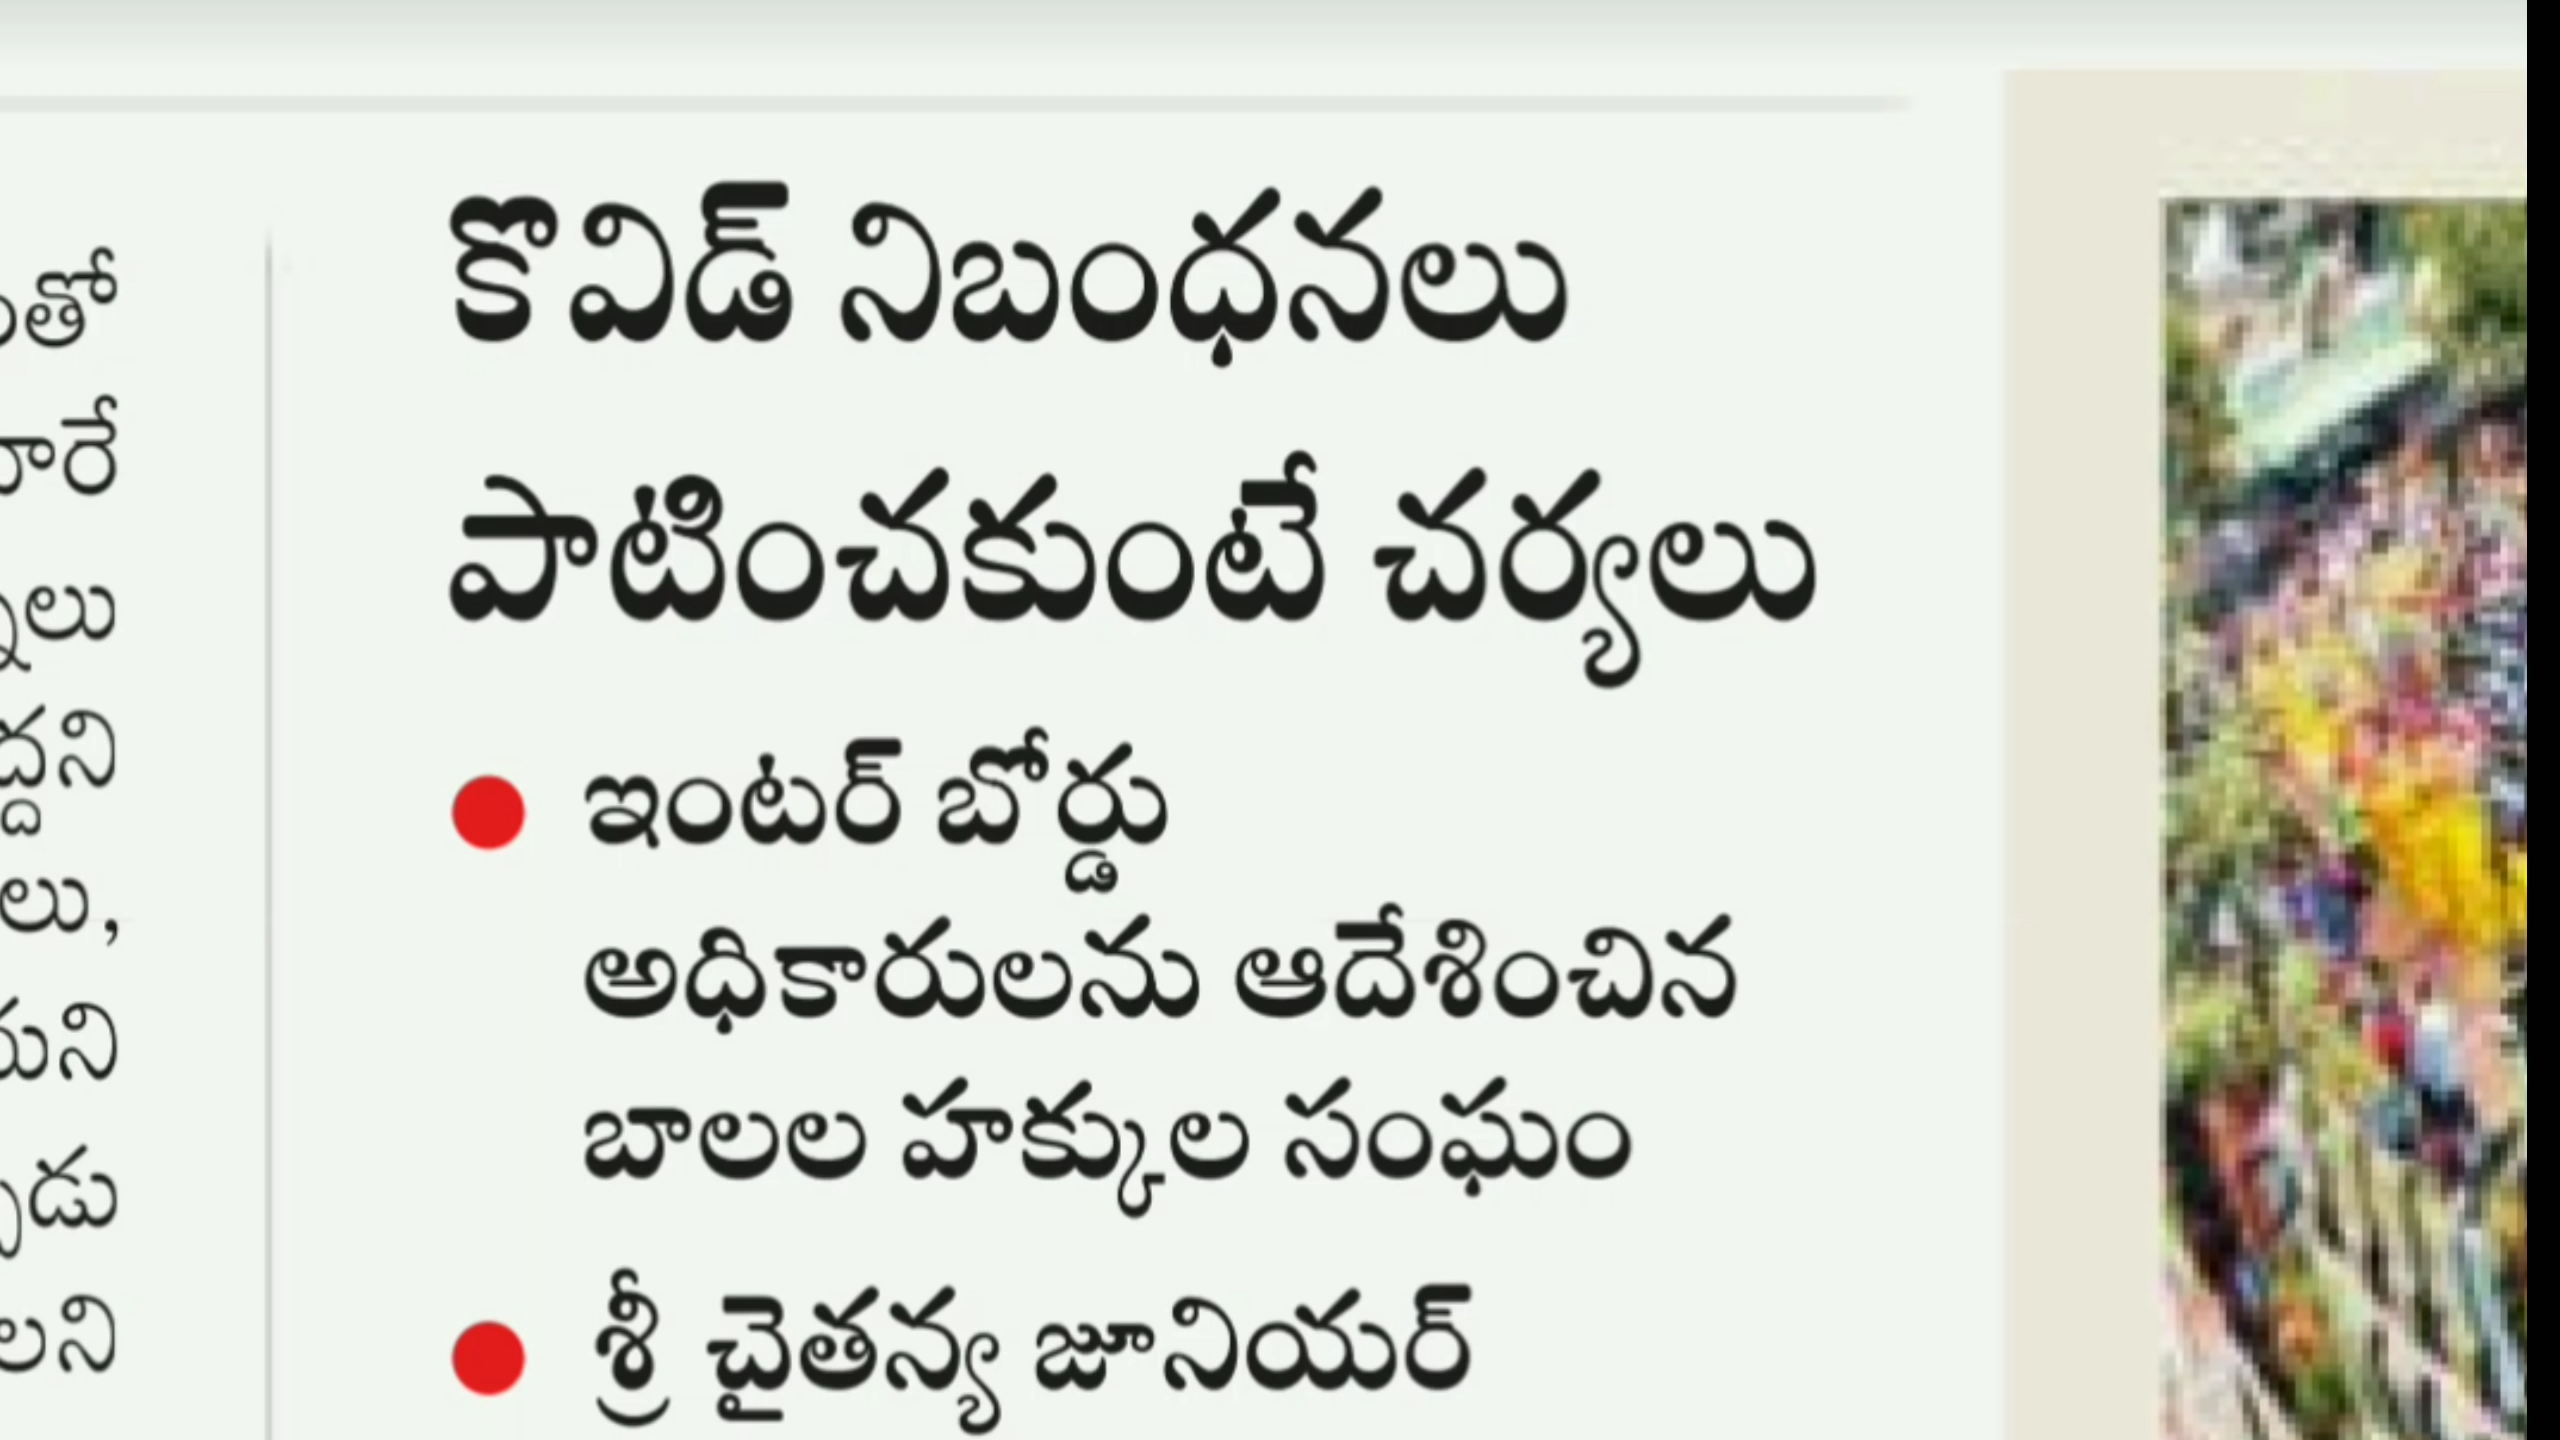 కొవిడ్ నిబంధనలు
పాటించకుంటే చర్యలు
ఇంటర్ బోర్డు
అధికారులను ఆదేశించిన
బాలల హక్కుల సంఘం
శ్రీ చైతన్య జూనియర్